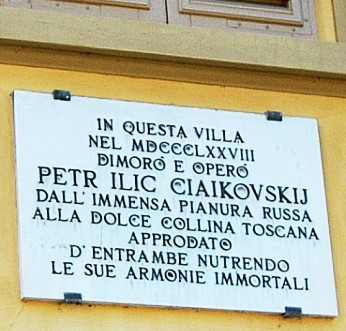 IN QUESTA VILLA
NEL MDCCCLXXVIII
DIMORÒ E OPERÒ
PETR ILIC CIAIKOVSKIJ
DALL' IMMENSA PIANURA RUSSA
ALLA DOLCE COLLINA TOSCANA
APPRODATO
D' ENTRAMBE NUTRENDO
LE SUE ARMONIE IMMORTALI